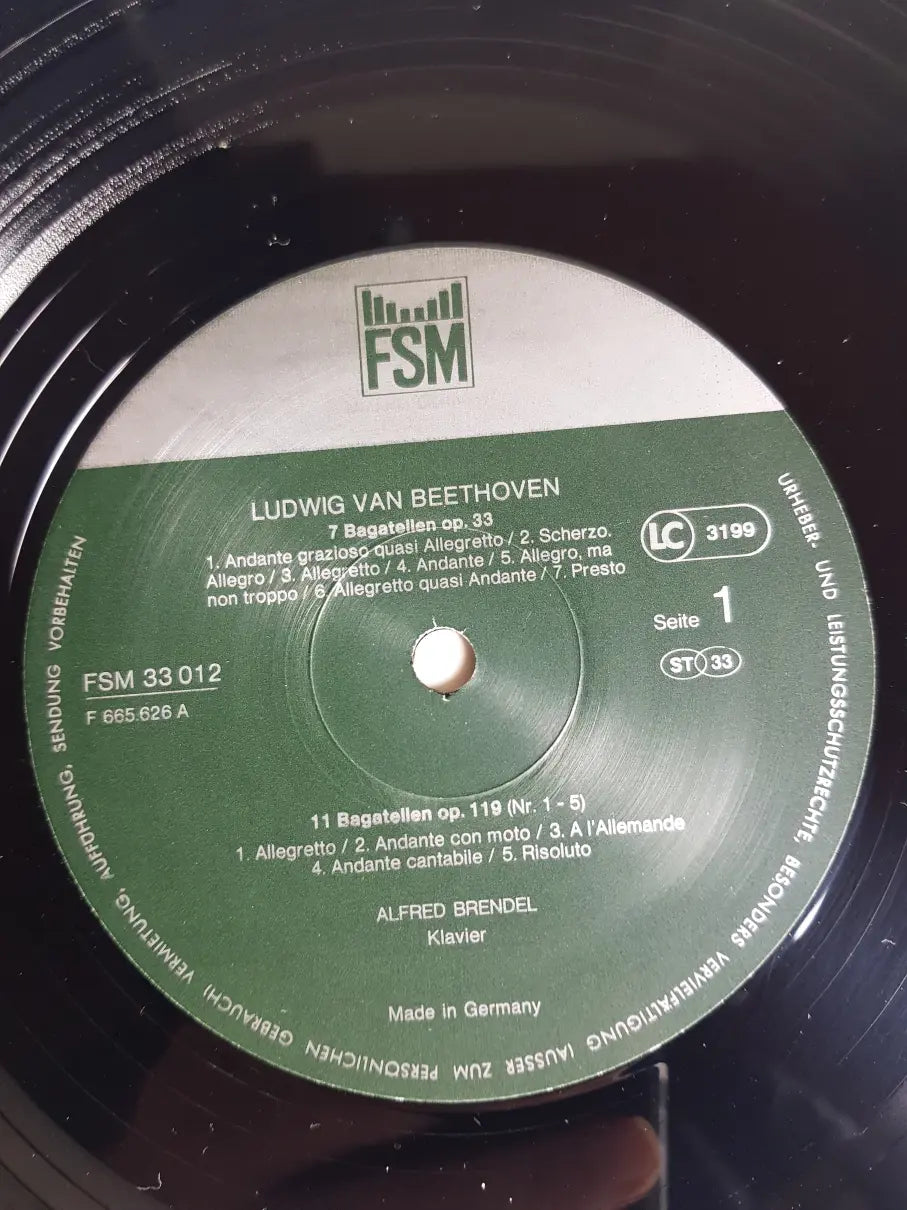 FSM
LUDWIG VAN BEETHOVEN
7 Bagatellen op. 33
1. Andante grazioso quasi Allegretto / 2. Scherzo.
Allegro / 3. Allegretto / 4. Andante / 5. Allegro, ma
non troppo / 6. Allegretto quasi Andante / 7. Presto
LC 3199
Seite 1
ST 33
FSM 33 012
F 665.626 A
11 Bagatellen op. 119 (Nr. 1 - 5)
1. Allegretto / 2. Andante con moto / 3. A l'Allemande
4. Andante cantabile / 5. Risoluto
ALFRED BRENDEL
Klavier
Made in Germany
URHEBER- UND LEISTUNGSSCHUTZRECHTE, BESONDERS VERVIELFÄLTIGUNG (AUSSER ZUM PERSÖNLICHEN GEBRAUCH) VERMIETUNG, AUFFÜHRUNG, SENDUNG VORBEHALTEN